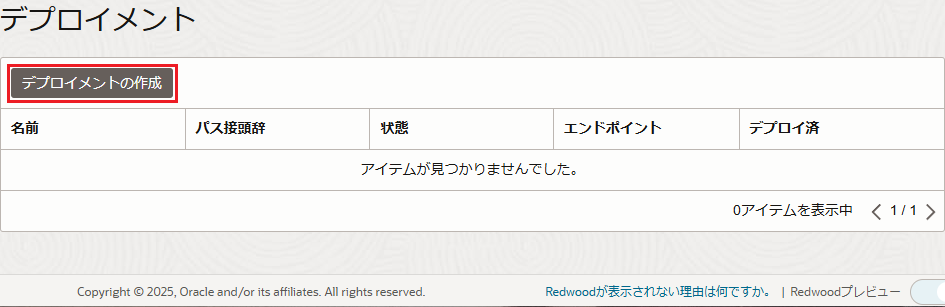 デプロイメント
デプロイメントの作成
名前 パス接頭辞 状態 エンドポイント デプロイ済
アイテムが見つかりませんでした。
0アイテムを表示中 1 / 1
Copyright © 2025, Oracle and/or its affiliates. All rights reserved. Redwoodが表示されない理由は何ですか。 | Redwoodプレビュー